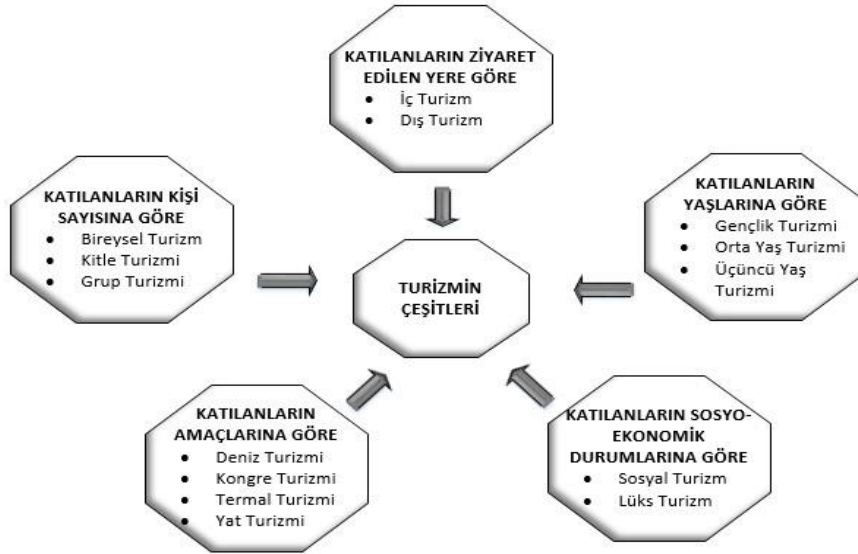 KATILANLARIN ZİYARET
EDİLEN YERE GÖRE
• İç Turizm
• Dış Turizm
KATILANLARIN KİŞİ
SAYISINA GÖRE
• Bireysel Turizm
• Kitle Turizmi
• Grup Turizmi
KATILANLARIN
YAŞLARINA GÖRE
• Gençlik Turizmi
• Orta Yaş Turizmi
• Üçüncü Yaş
Turizmi
TURİZMİN
ÇEŞİTLERİ
KATILANLARIN
AMAÇLARINA GÖRE
• Deniz Turizmi
• Kongre Turizmi
• Termal Turizmi
• Yat Turizmi
KATILANLARIN SOSYO-
EKONOMİK
DURUMLARINA GÖRE
• Sosyal Turizm
• Lüks Turizm